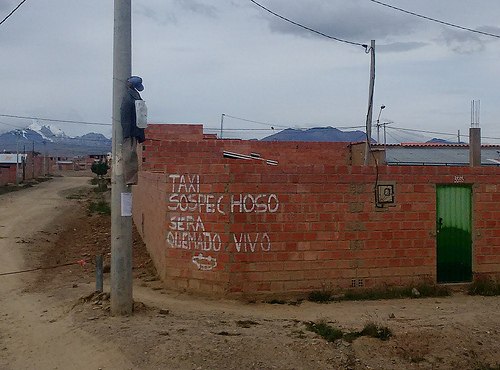 TAXI
SOSPECHOSO
SERA
QUEMADO VIVO